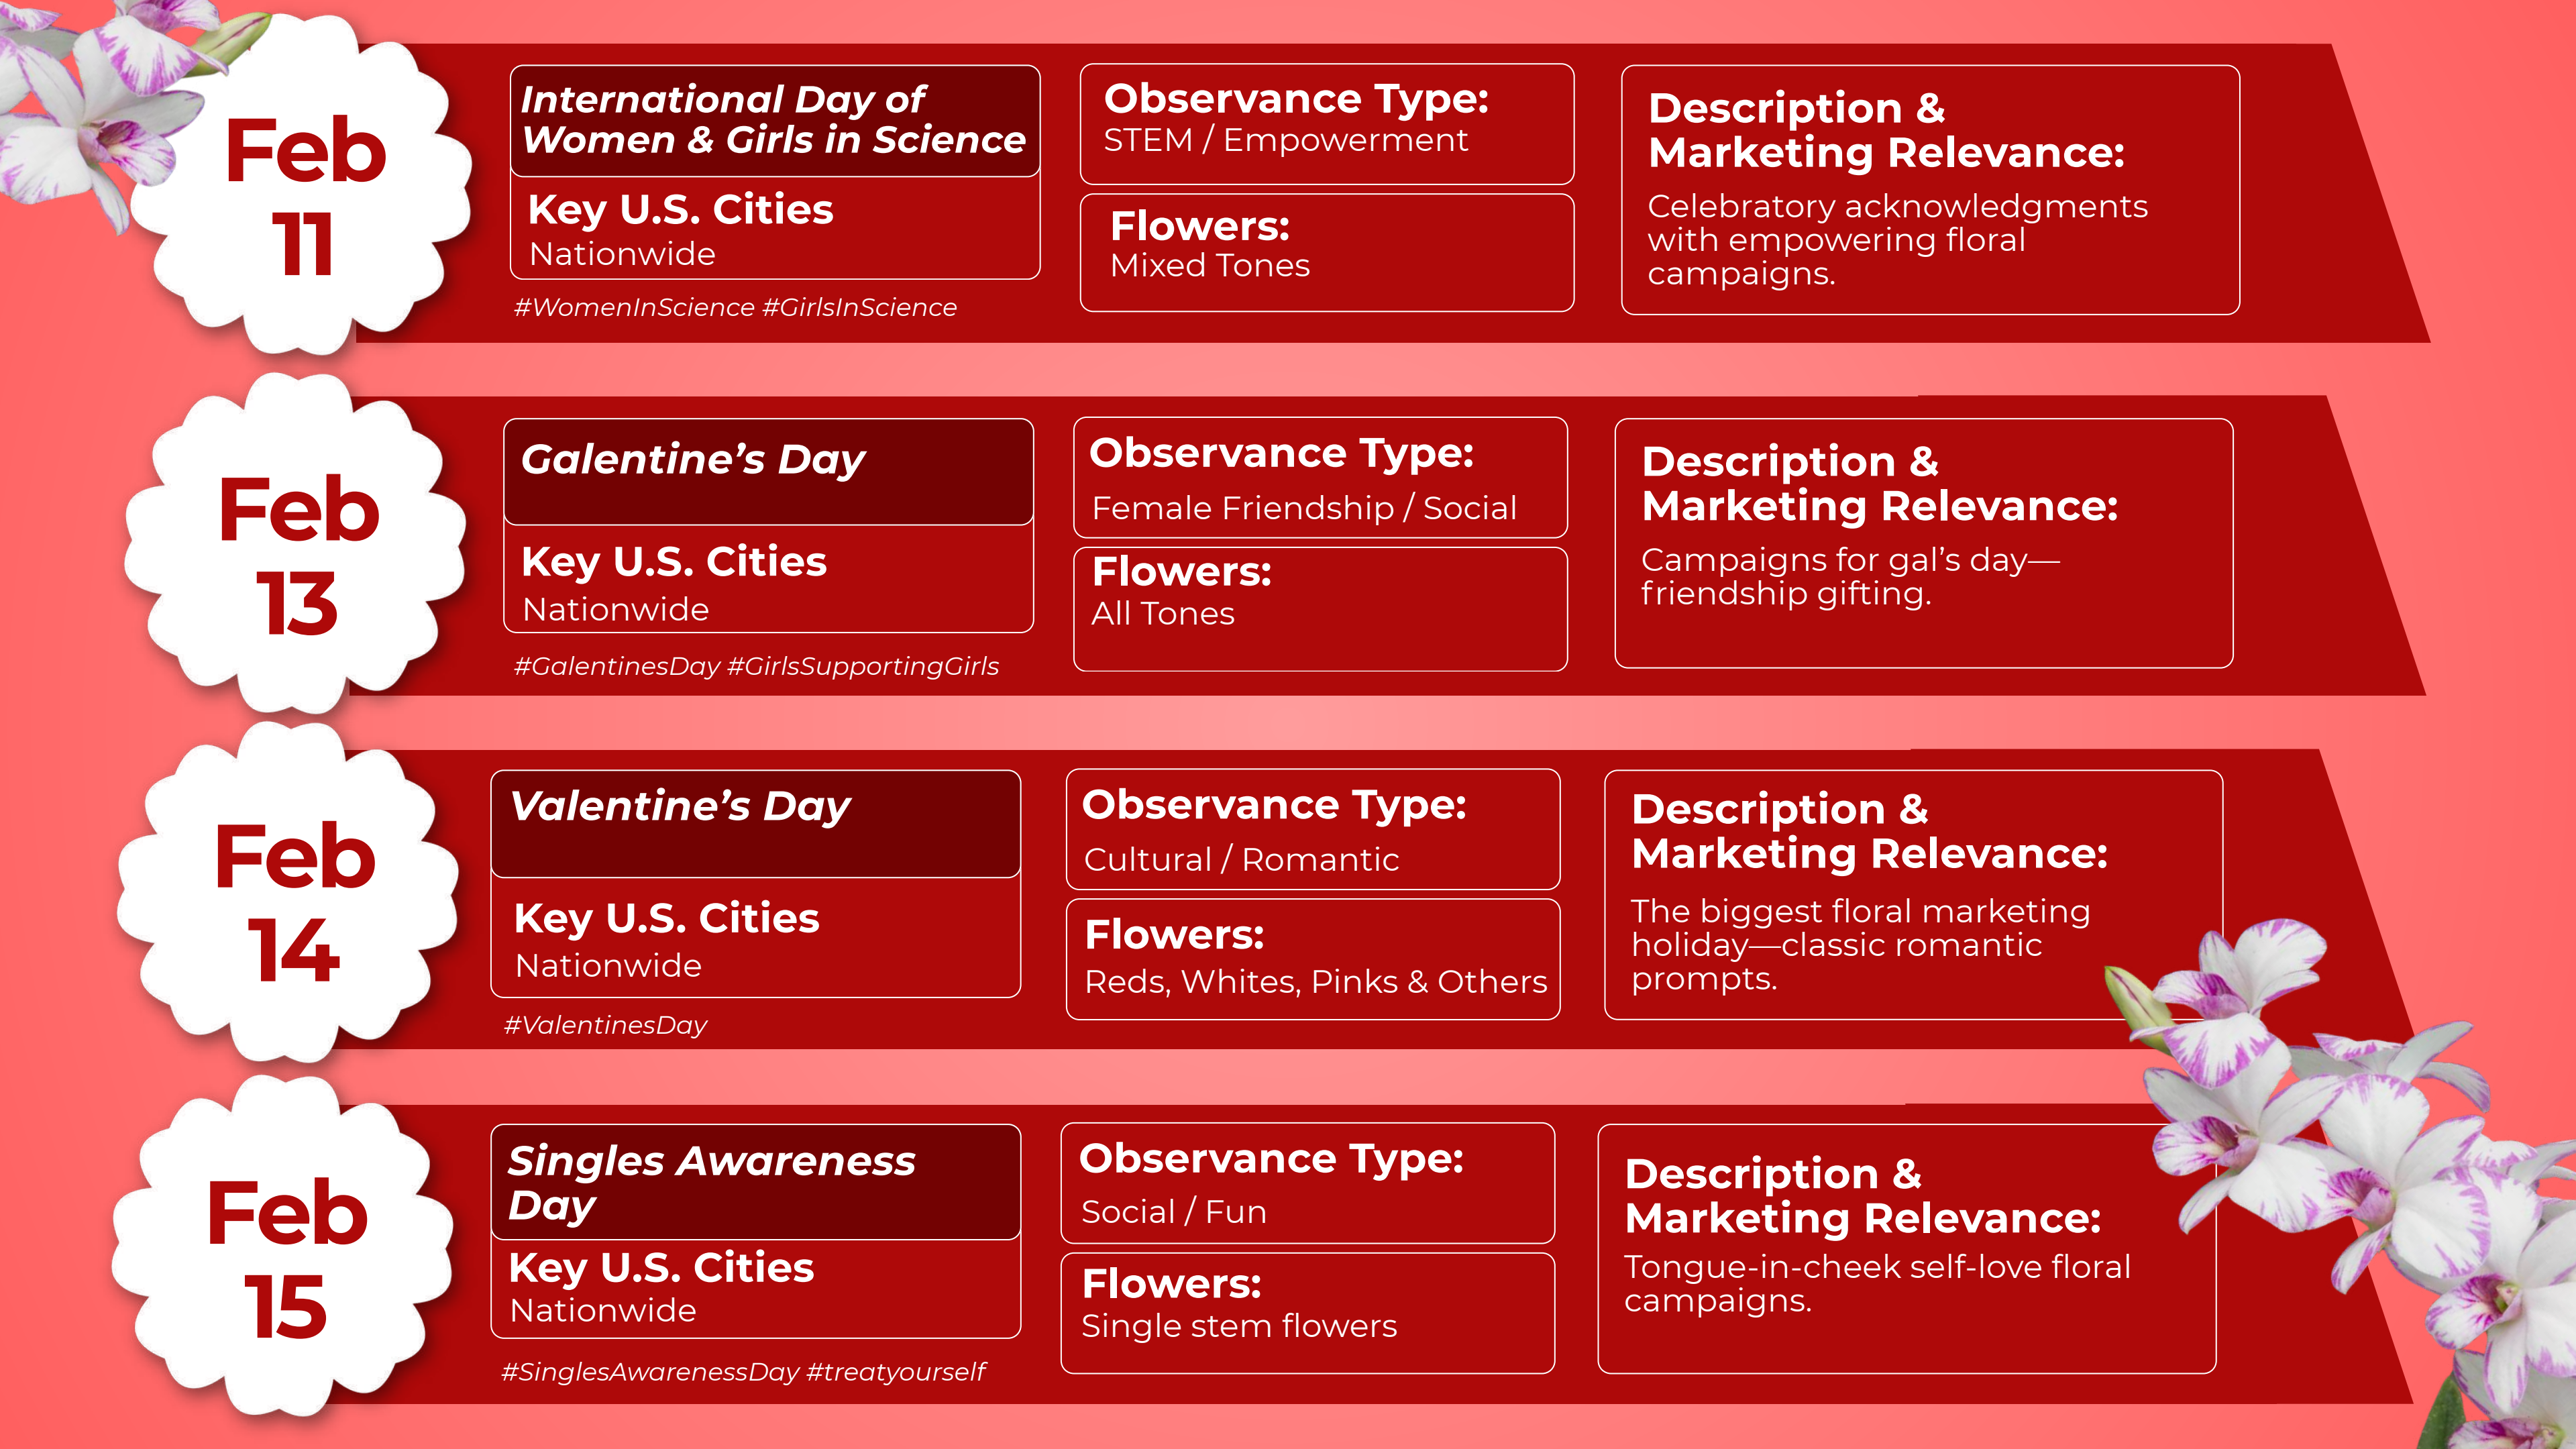 Feb
11
International Day of
Women & Girls in Science
Key U.S. Cities
Nationwide
#WomenInScience #GirlsInScience
Observance Type:
STEM / Empowerment
Flowers:
Mixed Tones
Description &
Marketing Relevance:
Celebratory acknowledgments
with empowering floral
campaigns.
Feb
13
Galentine’s Day
Key U.S. Cities
Nationwide
#GalentinesDay #GirlsSupportingGirls
Observance Type:
Female Friendship / Social
Flowers:
All Tones
Description &
Marketing Relevance:
Campaigns for gal’s day—
friendship gifting.
Feb
14
Valentine’s Day
Key U.S. Cities
Nationwide
#ValentinesDay
Observance Type:
Cultural / Romantic
Flowers:
Reds, Whites, Pinks & Others
Description &
Marketing Relevance:
The biggest floral marketing
holiday—classic romantic
prompts.
Feb
15
Singles Awareness
Day
Key U.S. Cities
Nationwide
#SinglesAwarenessDay #treatyourself
Observance Type:
Social / Fun
Flowers:
Single stem flowers
Description &
Marketing Relevance:
Tongue-in-cheek self-love floral
campaigns.